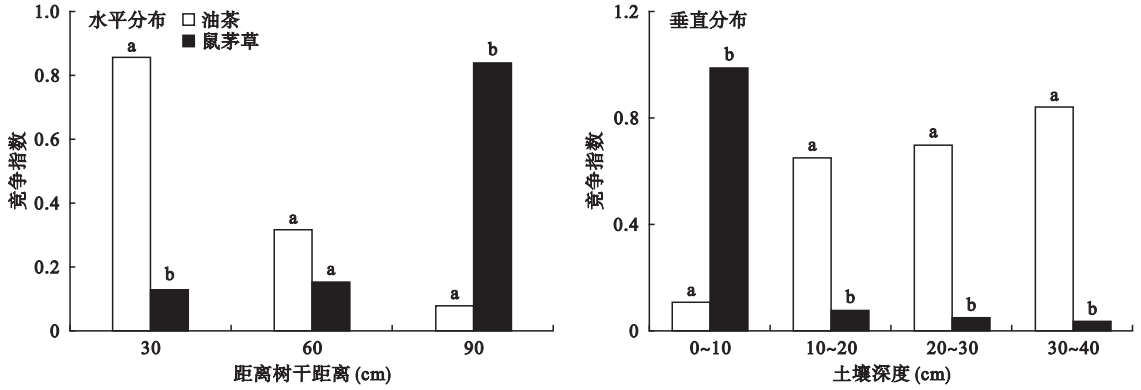 水平分布
油茶
鼠茅草
竞争指数
1.0
0.8
0.6
0.4
0.2
0
a
b
a
a
a
b
30
60
90
距离树干距离 (cm)
垂直分布
竞争指数
1.2
0.8
0.4
0
a
b
a
b
a
b
a
b
0~10
10~20
20~30
30~40
土壤深度 (cm)